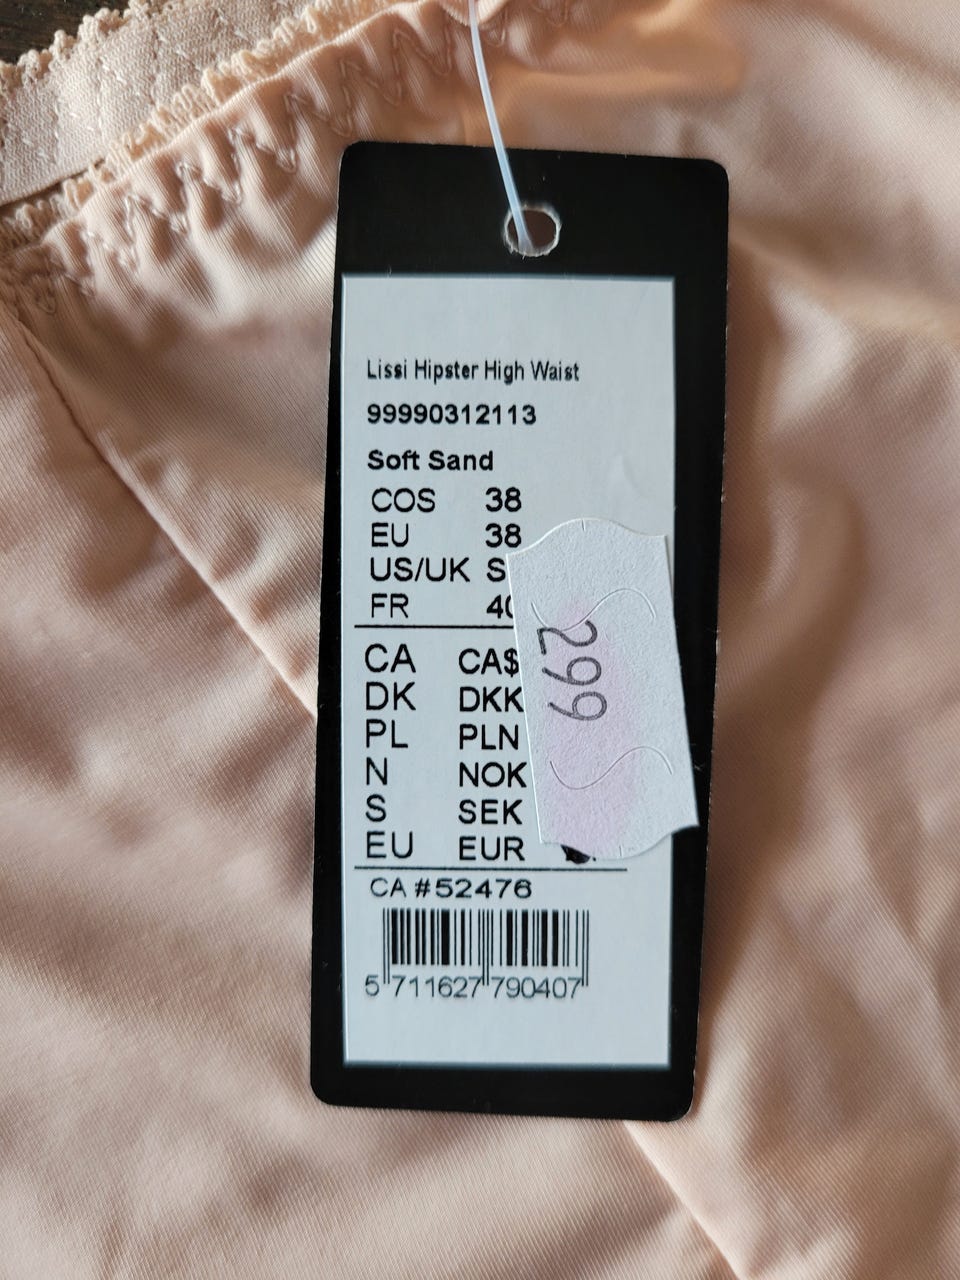 Lissi Hipster High Waist
99990312113
Soft Sand
COS 38
EU 38
US/UK S
FR 40
CA CA$
DK DKK
PL PLN
N NOK
S SEK
EU EUR
299
CA #52476
5 711627 790407